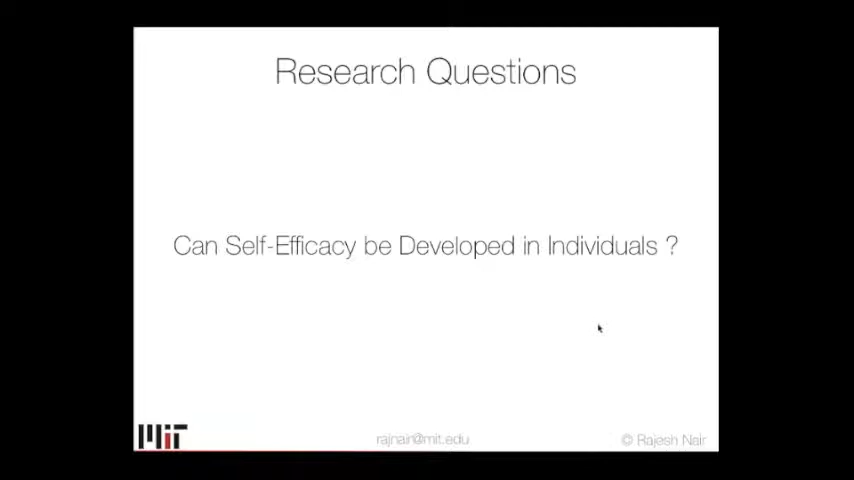 Research Questions
Can Self-Efficacy be Developed in Individuals ?
MIT
rajnair@mit.edu
© Rajesh Nair